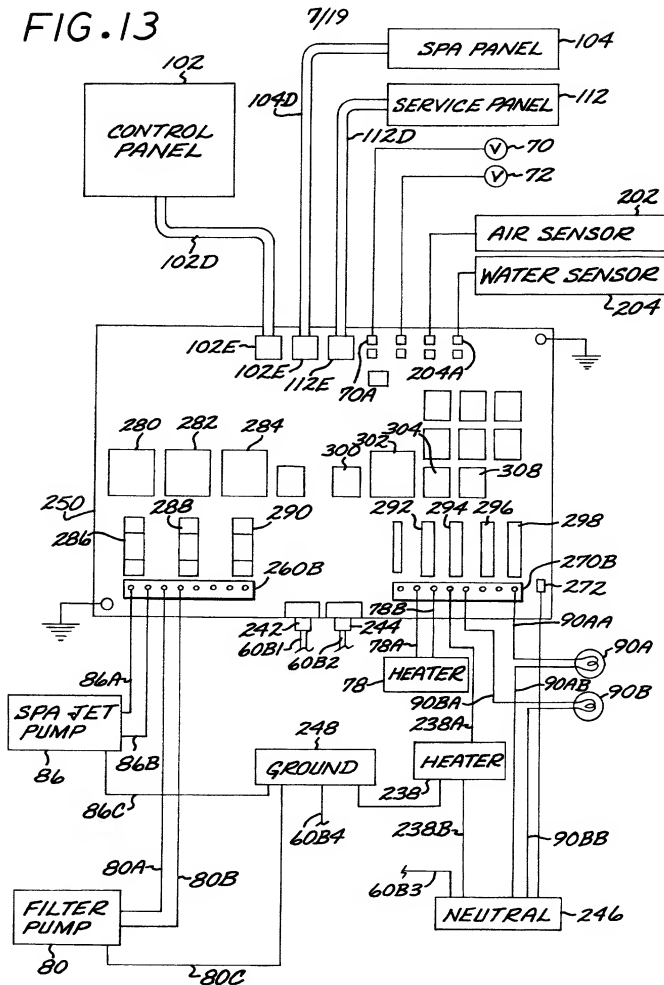 FIG.13
7/19
SPA PANEL
104
102
104D
SERVICE PANEL
112
CONTROL
PANEL
112D
V
70
V
72
202
AIR SENSOR
102D
WATER SENSOR
204
102E
102E
112E
70A
204A
280
282
284
300
302
304
308
250
288
290
292
294
296
298
286
260B
270B
272
242
244
78B
90AA
60B1
60B2
78A
90A
86A
78
HEATER
90AB
90B
90BA
SPA JET
PUMP
248
238A
86
86B
GROUND
HEATER
86C
238
238B
60B4
90BB
80A
80B
60B3
FILTER
PUMP
NEUTRAL
246
80
80C